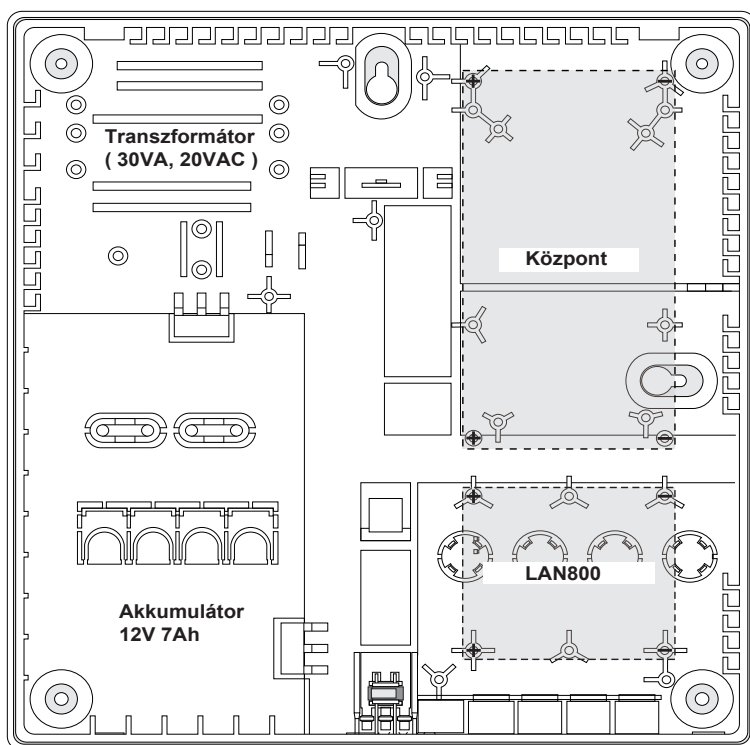 Transzformátor
( 30VA, 20VAC )
Központ
LAN800
Akkumulátor
12V 7Ah